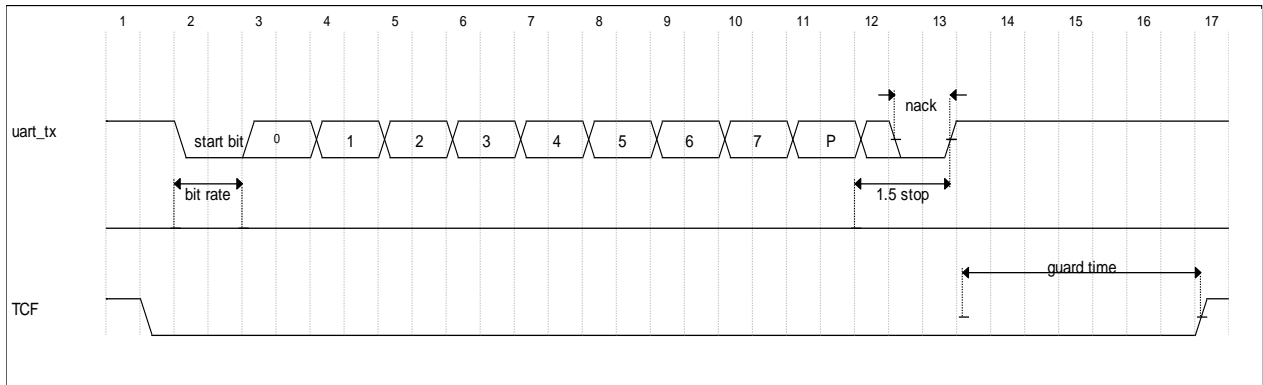 1 2 3 4 5 6 7 8 9 10 11 12 13 14 15 16 17
nack
uart_tx start bit 0 1 2 3 4 5 6 7 P
bit rate 1.5 stop
guard time
TCF